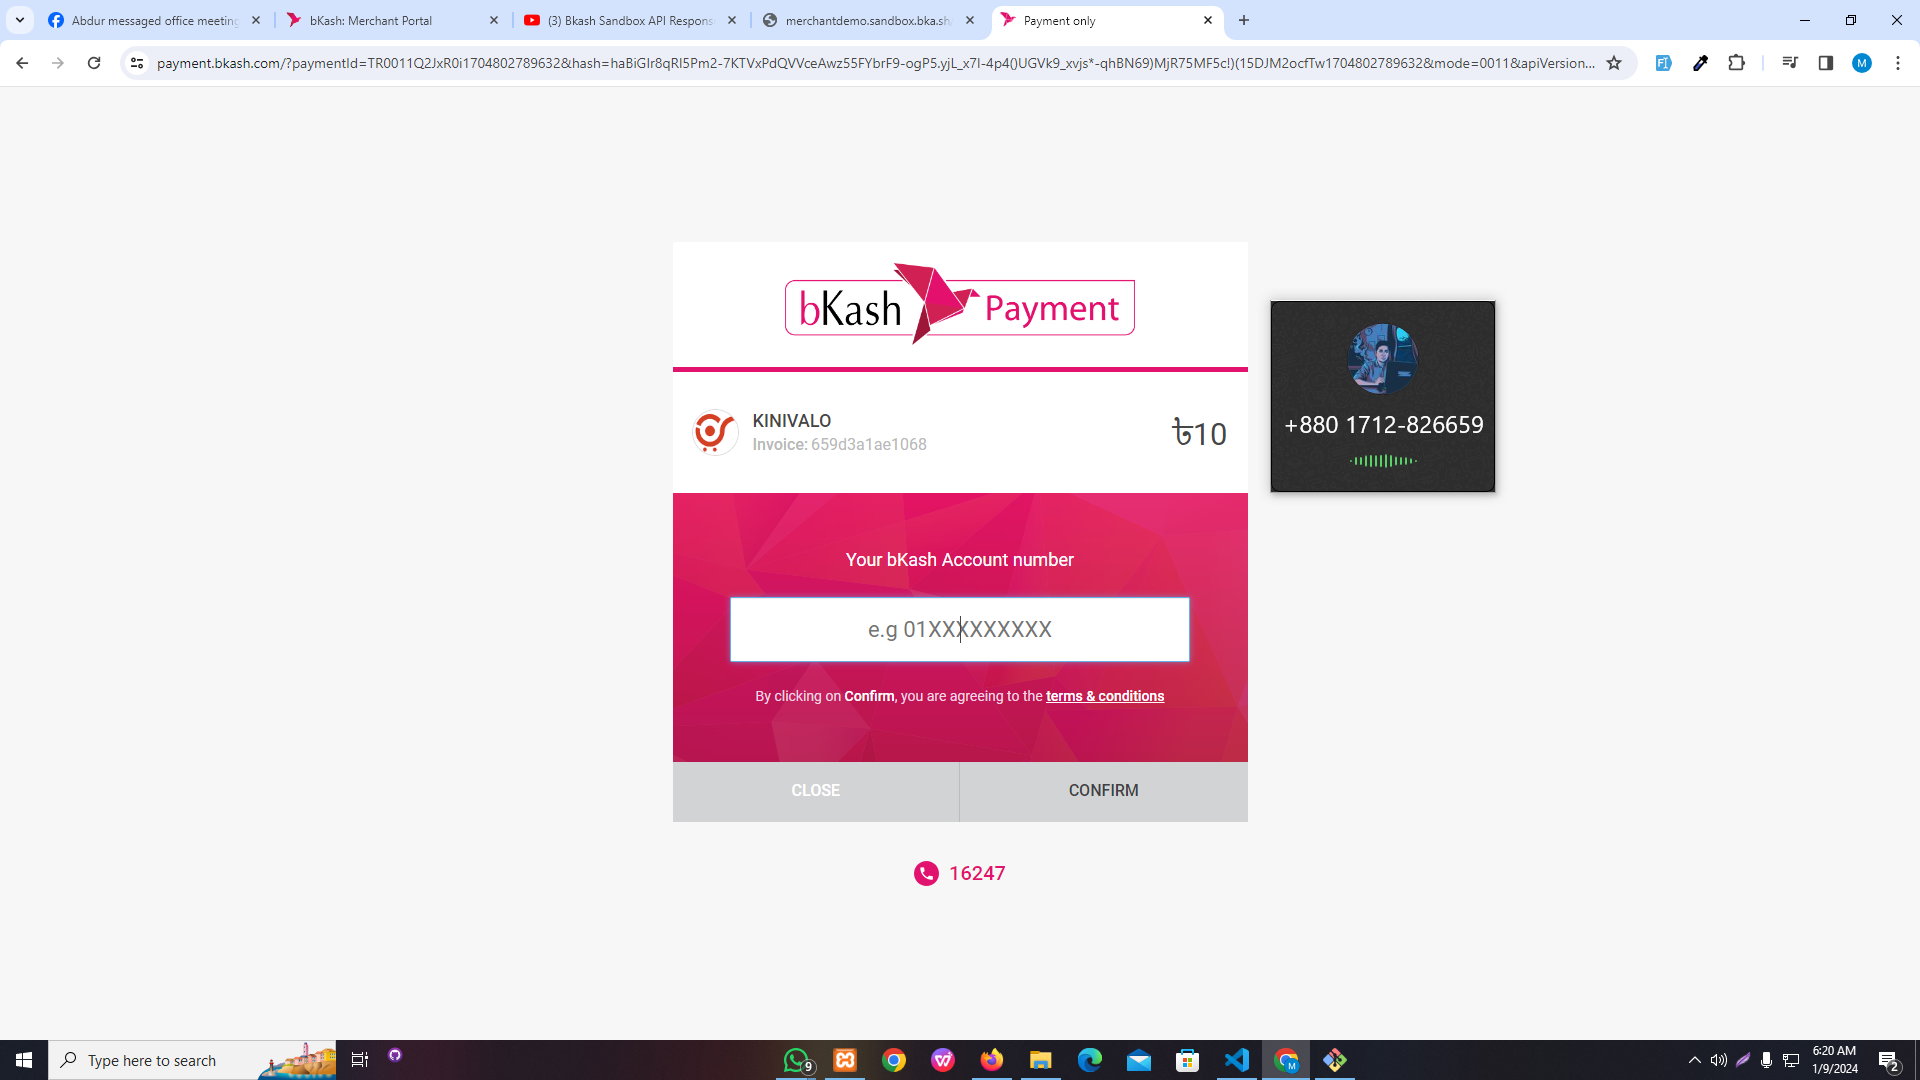 Abdur messaged office meeting
bKash: Merchant Portal
(3) Bkash Sandbox API Respons
merchantdemo.sandbox.bka.sh
Payment only
payment.bkash.com/?paymentId=TR0011Q2JxR0i1704802789632&hash=haBiGIr8qRI5Pm2-7KTVxPdQVVceAwz55FYbrF9-ogP5.yjL_x7I-4p4()UGVk9_xvjs*-qhBN69)MjR75MF5c!)(15DJM2ocfTw1704802789632&mode=0011&apiVersion...
M
bKash Payment
KINIVALO
Invoice: 659d3a1ae1068
৳10
+880 1712-826659
Your bKash Account number
e.g 01XXXXXXXXX
By clicking on Confirm, you are agreeing to the terms & conditions
CLOSE
CONFIRM
16247
Type here to search
9
M
6:20 AM
1/9/2024
2